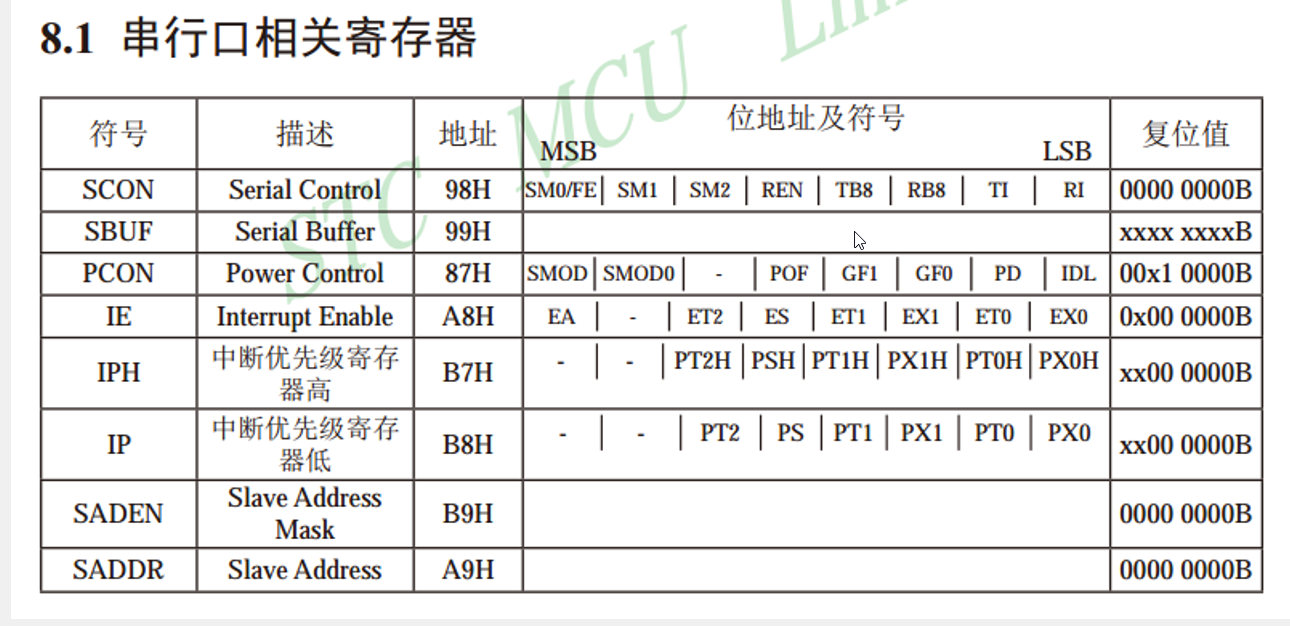 8.1 串行口相关寄存器
STC MCU Lim
符号 描述 地址 位地址及符号 复位值
MSB LSB
SCON Serial Control 98H SM0/FE SM1 SM2 REN TB8 RB8 TI RI 0000 0000B
SBUF Serial Buffer 99H xxxx xxxxB
PCON Power Control 87H SMOD SMOD0 - POF GF1 GF0 PD IDL 00x1 0000B
IE Interrupt Enable A8H EA - ET2 ES ET1 EX1 ET0 EX0 0x00 0000B
IPH 中断优先级寄存 B7H - - PT2H PSH PT1H PX1H PT0H PX0H xx00 0000B
器高
IP 中断优先级寄存 B8H - - PT2 PS PT1 PX1 PT0 PX0 xx00 0000B
器低
SADEN Slave Address B9H 0000 0000B
Mask
SADDR Slave Address A9H 0000 0000B